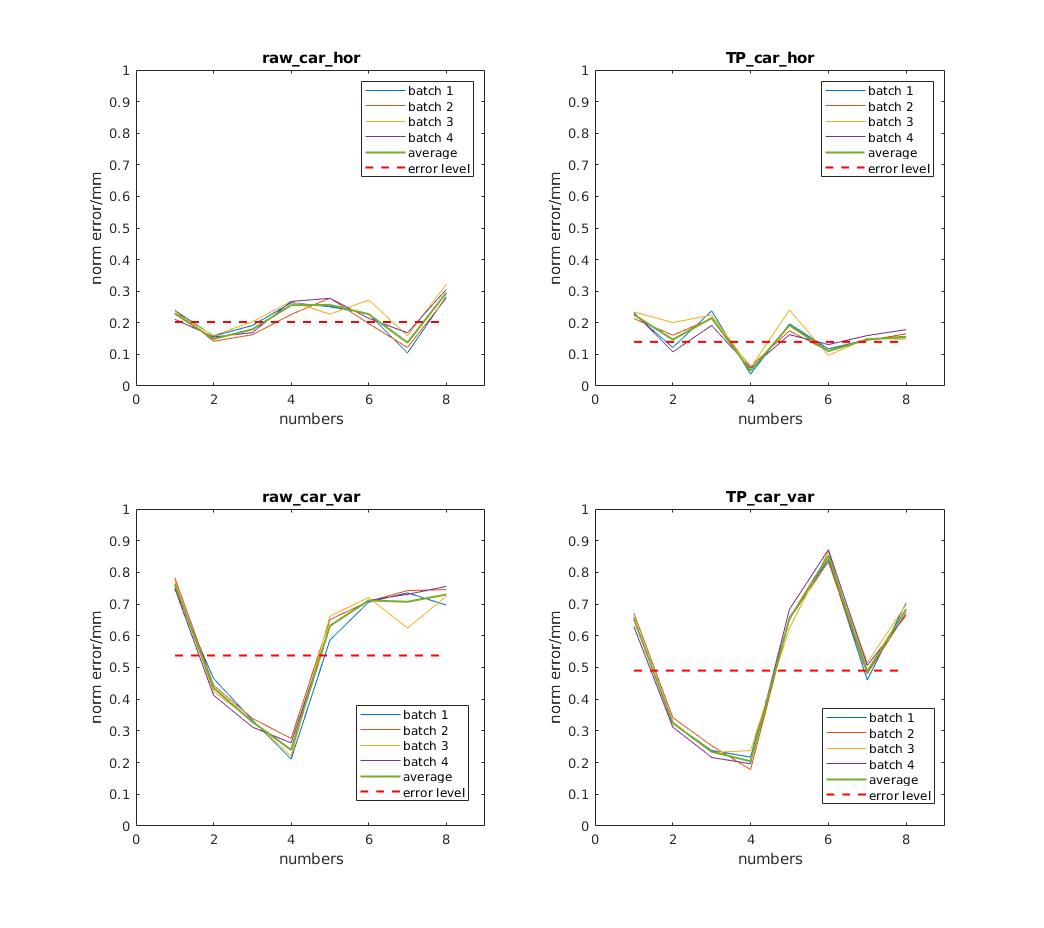 raw_car_hor
1
0.9
0.8
0.7
0.6
0.5
0.4
0.3
0.2
0.1
0
norm error/mm
batch 1
batch 2
batch 3
batch 4
average
error level
0 2 4 6 8
numbers
TP_car_hor
1
0.9
0.8
0.7
0.6
0.5
0.4
0.3
0.2
0.1
0
norm error/mm
batch 1
batch 2
batch 3
batch 4
average
error level
0 2 4 6 8
numbers
raw_car_var
1
0.9
0.8
0.7
0.6
0.5
0.4
0.3
0.2
0.1
0
norm error/mm
batch 1
batch 2
batch 3
batch 4
average
error level
0 2 4 6 8
numbers
TP_car_var
1
0.9
0.8
0.7
0.6
0.5
0.4
0.3
0.2
0.1
0
norm error/mm
batch 1
batch 2
batch 3
batch 4
average
error level
0 2 4 6 8
numbers